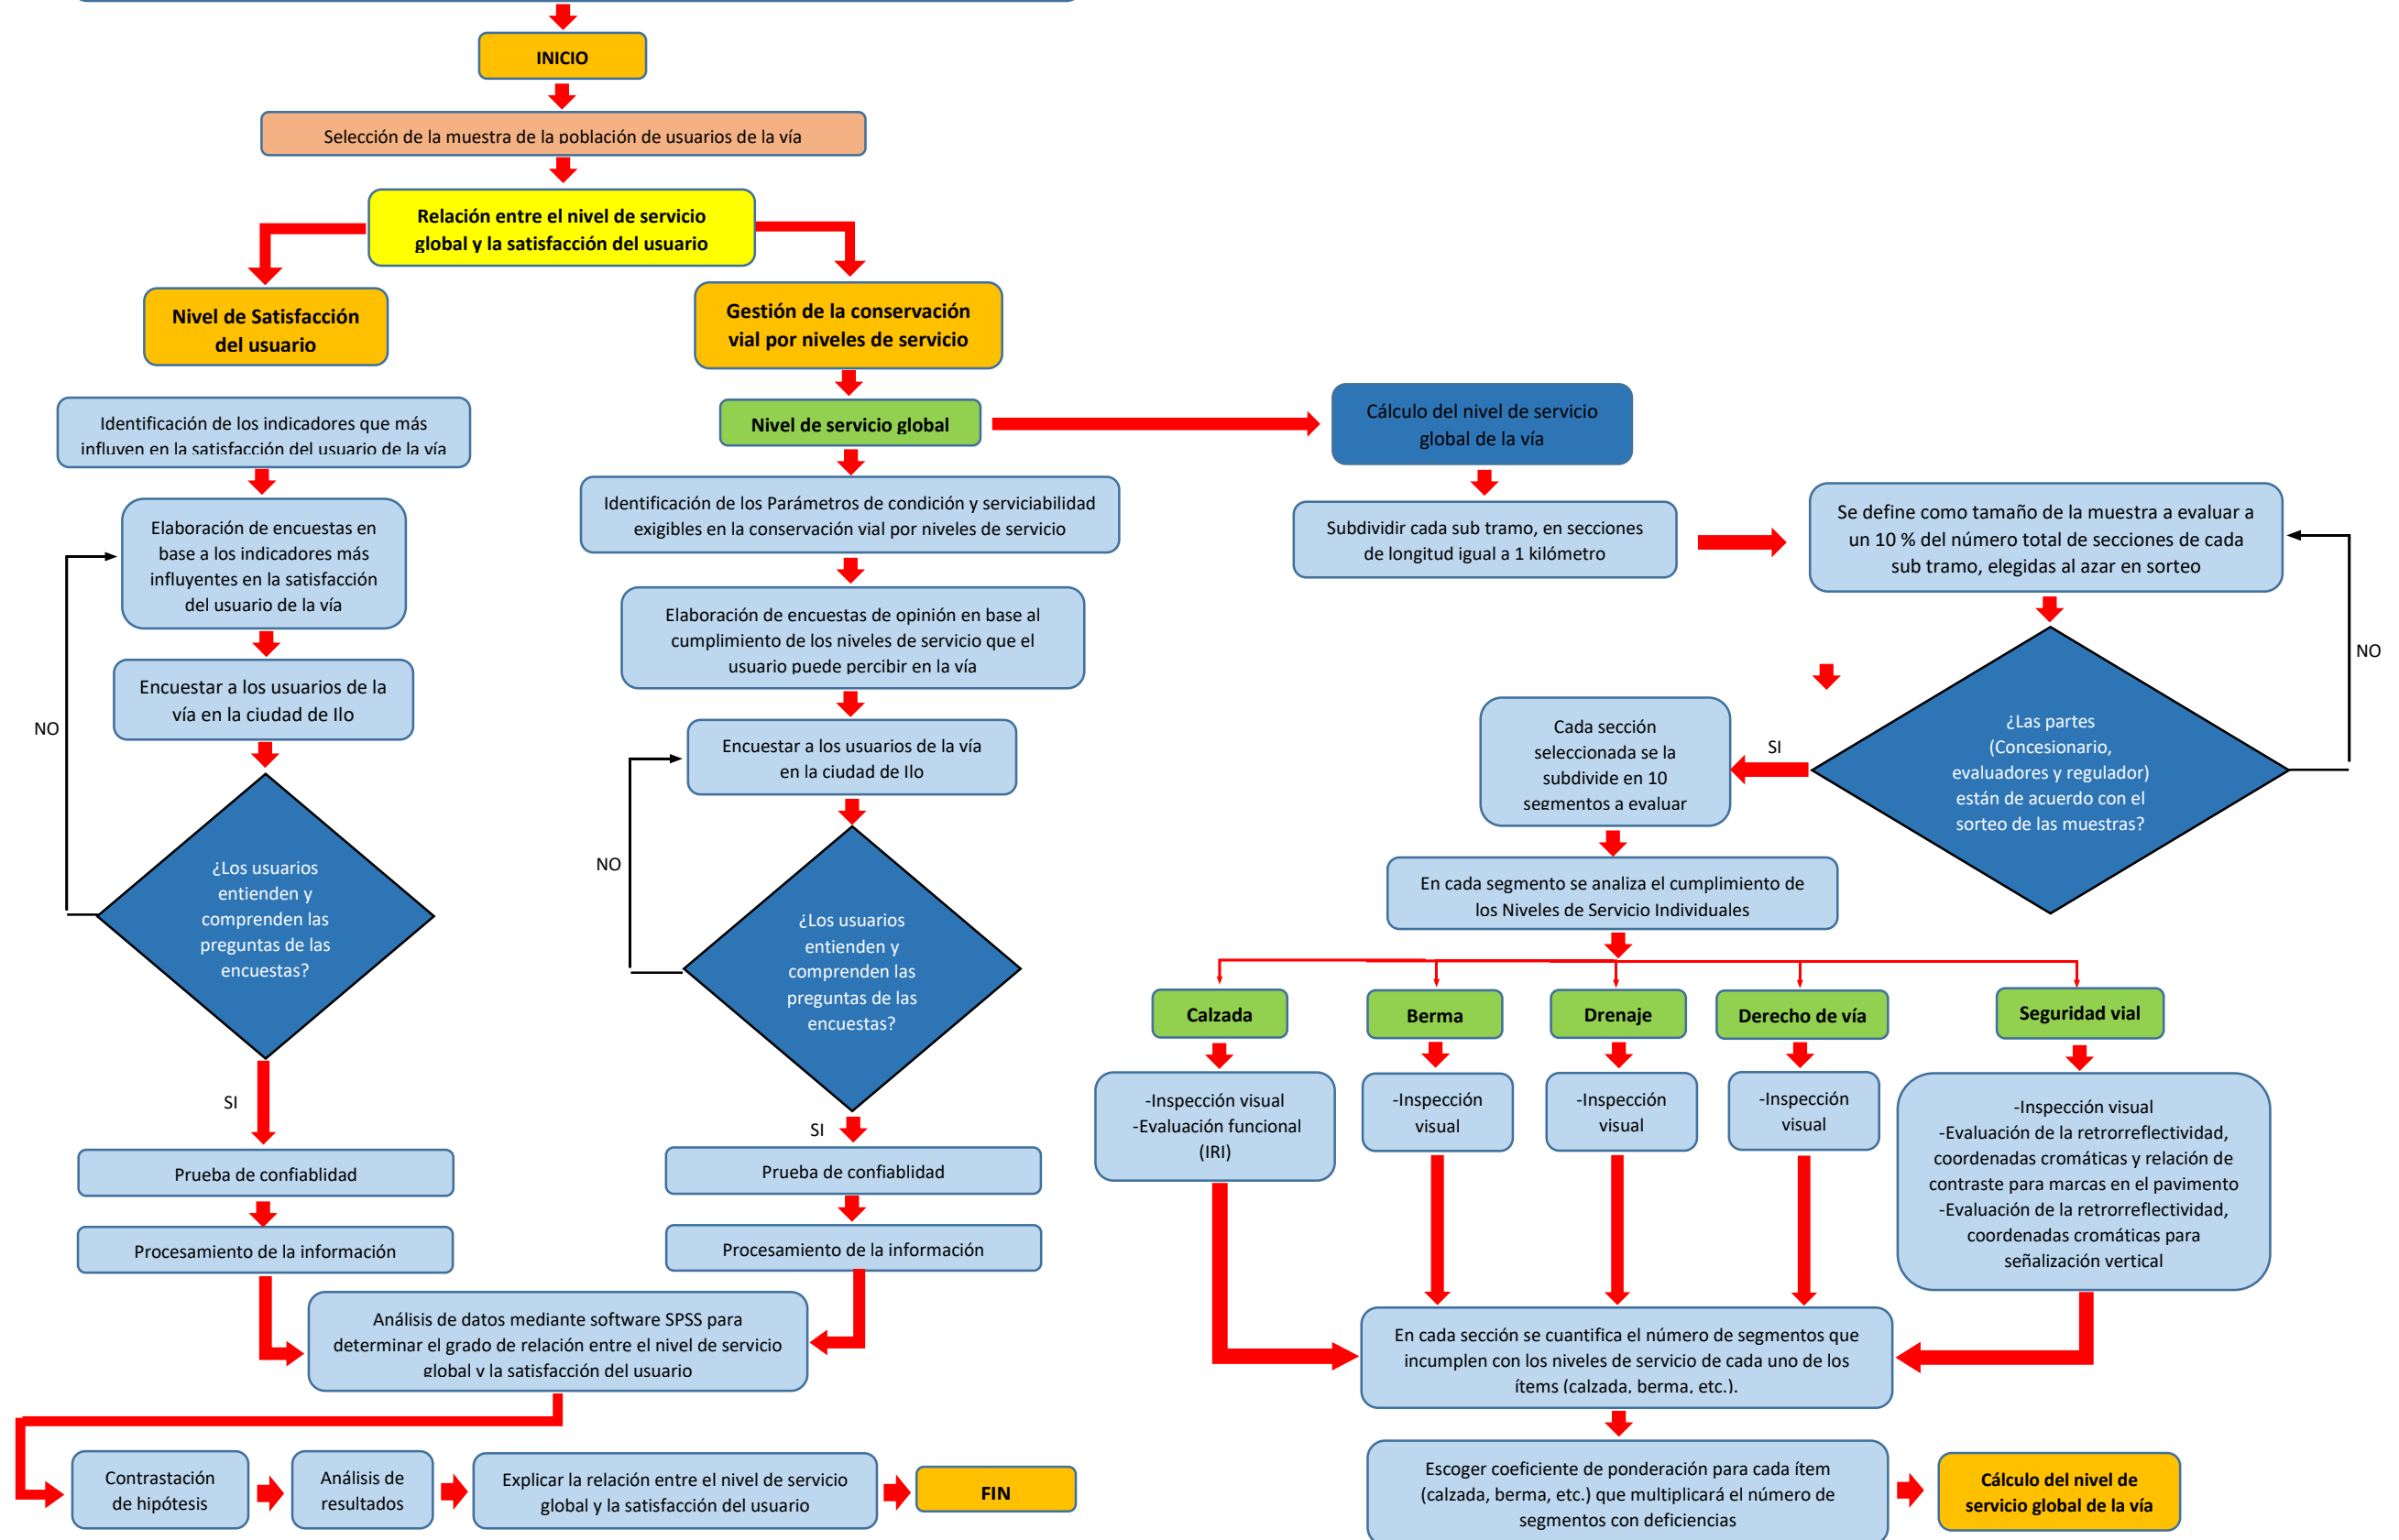 INICIO
Selección de la muestra de la población de usuarios de la vía
Relación entre el nivel de servicio
global y la satisfacción del usuario
Nivel de Satisfacción
del usuario
Gestión de la conservación
vial por niveles de servicio
Identificación de los indicadores que más
influyen en la satisfacción del usuario de la vía
Elaboración de encuestas en
base a los indicadores más
influyentes en la satisfacción
del usuario de la vía
Encuestar a los usuarios de la
vía en la ciudad de Ilo
NO
¿Los usuarios
entienden y
comprenden las
preguntas de las
encuestas?
SI
Prueba de confiablidad
Procesamiento de la información
Nivel de servicio global
Identificación de los Parámetros de condición y serviciabilidad
exigibles en la conservación vial por niveles de servicio
Elaboración de encuestas de opinión en base al
cumplimiento de los niveles de servicio que el
usuario puede percibir en la vía
Encuestar a los usuarios de la vía
en la ciudad de Ilo
NO
¿Los usuarios
entienden y
comprenden las
preguntas de las
encuestas?
SI
Prueba de confiablidad
Procesamiento de la información
Análisis de datos mediante software SPSS para
determinar el grado de relación entre el nivel de servicio
global y la satisfacción del usuario
Contrastación
de hipótesis
Análisis de
resultados
Explicar la relación entre el nivel de servicio
global y la satisfacción del usuario
FIN
Cálculo del nivel de servicio
global de la vía
Subdividir cada sub tramo, en secciones
de longitud igual a 1 kilómetro
Se define como tamaño de la muestra a evaluar a
un 10 % del número total de secciones de cada
sub tramo, elegidas al azar en sorteo
NO
¿Las partes
(Concesionario,
evaluadores y regulador)
están de acuerdo con el
sorteo de las muestras?
SI
Cada sección
seleccionada se la
subdivide en 10
segmentos a evaluar
En cada segmento se analiza el cumplimiento de
los Niveles de Servicio Individuales
Calzada
Berma
Drenaje
Derecho de vía
Seguridad vial
-Inspección visual
-Evaluación funcional
(IRI)
-Inspección
visual
-Inspección
visual
-Inspección
visual
-Inspección visual
-Evaluación de la retrorreflectividad,
coordenadas cromáticas y relación de
contraste para marcas en el pavimento
-Evaluación de la retrorreflectividad,
coordenadas cromáticas para
señalización vertical
En cada sección se cuantifica el número de segmentos que
incumplen con los niveles de servicio de cada uno de los
ítems (calzada, berma, etc.).
Escoger coeficiente de ponderación para cada ítem
(calzada, berma, etc.) que multiplicará el número de
segmentos con deficiencias
Cálculo del nivel de
servicio global de la vía